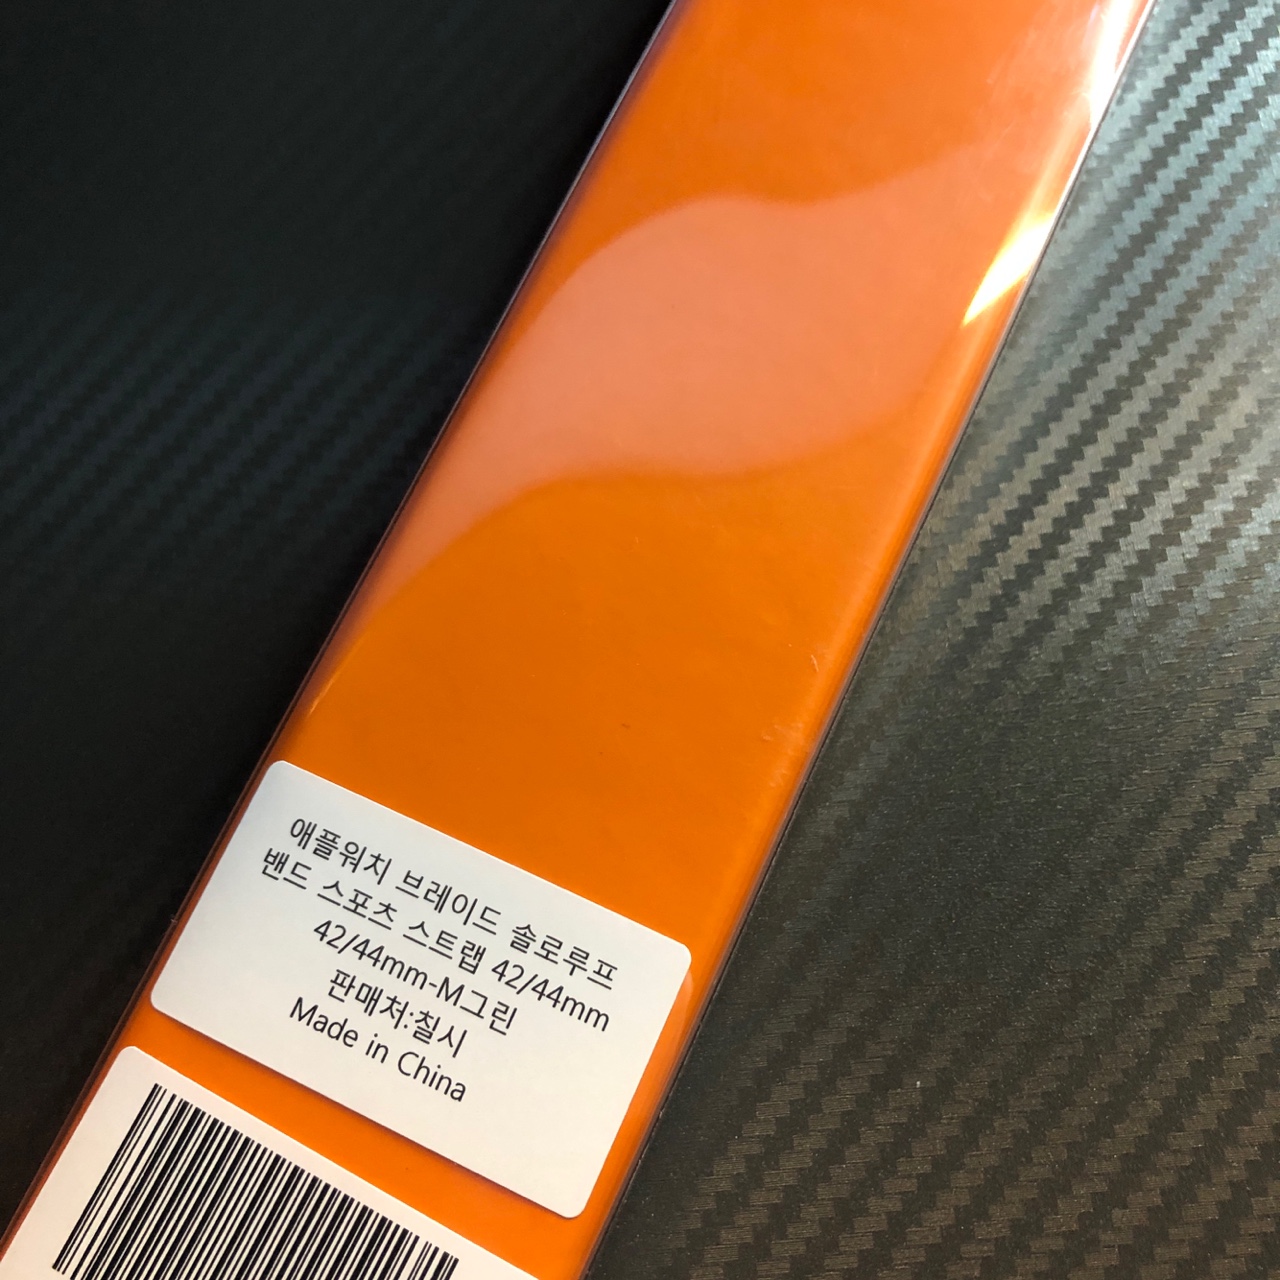 애플워치 브레이드 솔로루프
밴드 스포츠 스트랩 42/44mm
42/44mm-M그린
판매처:칠시
Made in China